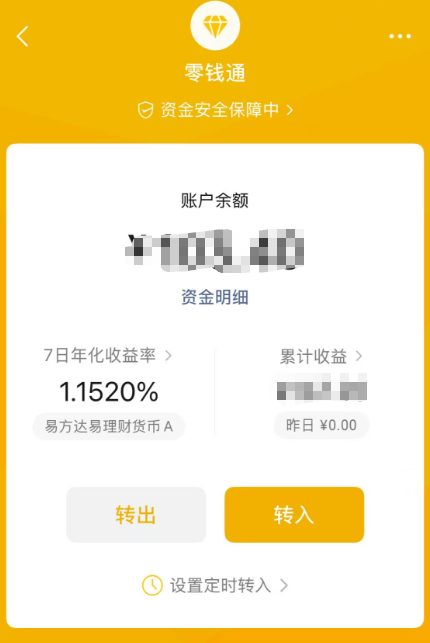 零钱通
资金安全保障中
账户余额
资金明细
7日年化收益率
累计收益
1.1520%
易方达易理财货币A
昨日 ¥0.00
转出
转入
设置定时转入